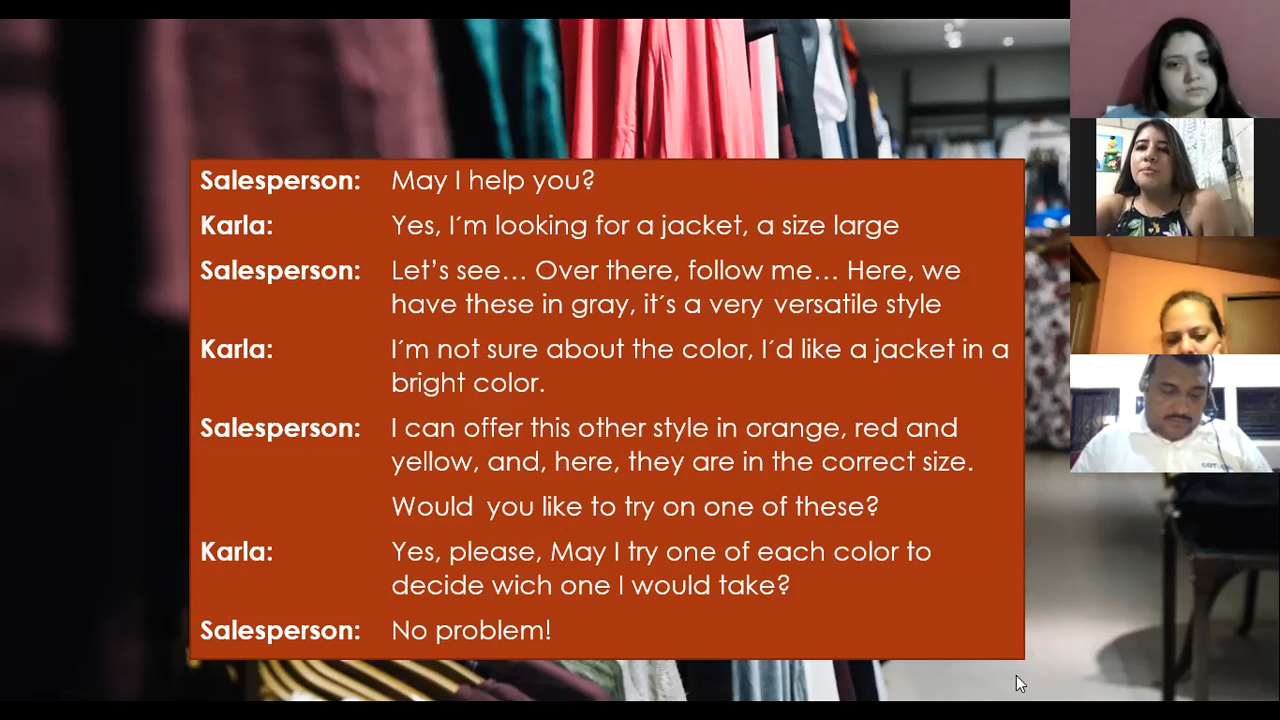 Salesperson: May I help you?
Karla: Yes, I´m looking for a jacket, a size large
Salesperson: Let’s see... Over there, follow me... Here, we
have these in gray, it´s a very versatile style
Karla: I´m not sure about the color, I´d like a jacket in a
bright color.
Salesperson: I can offer this other style in orange, red and
yellow, and, here, they are in the correct size.
Would you like to try on one of these?
Karla: Yes, please, May I try one of each color to
decide wich one I would take?
Salesperson: No problem!